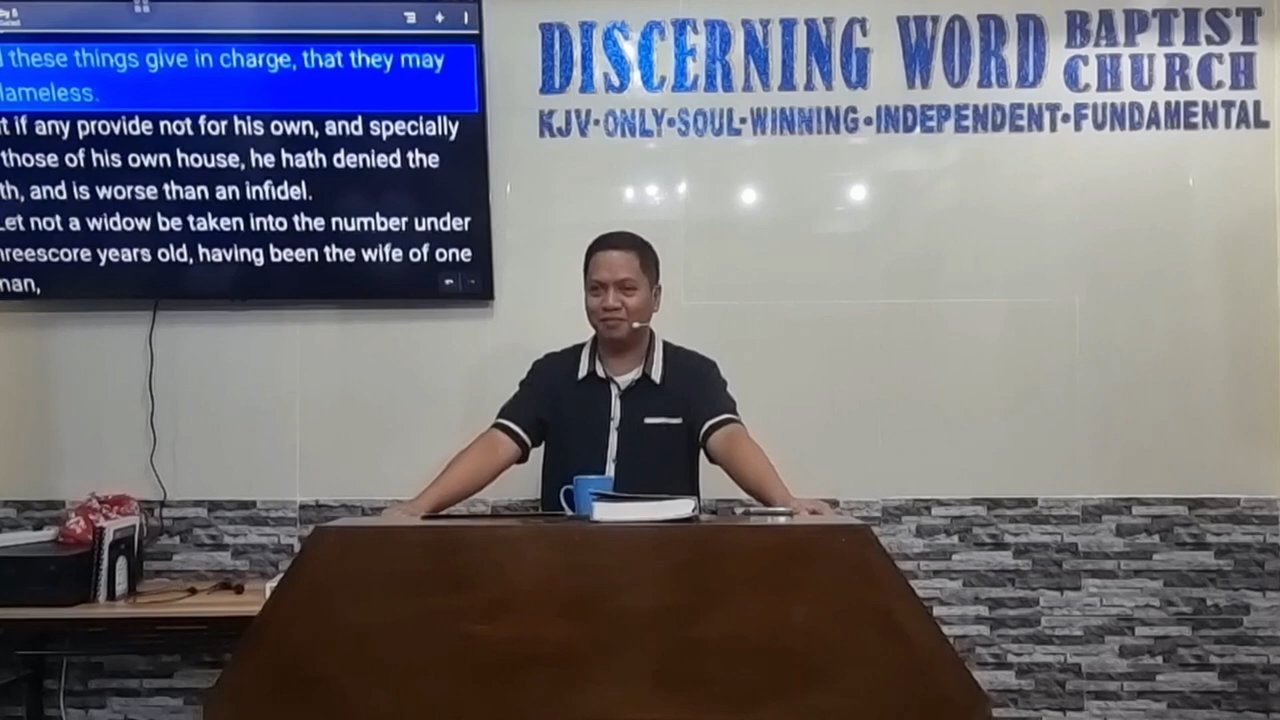 these things give in charge, that they may
lameless.
t if any provide not for his own, and specially
those of his own house, he hath denied the
th, and is worse than an infidel.
Let not a widow be taken into the number under
hreescore years old, having been the wife of one
man,
DISCERNING WORD BAPTIST CHURCH
KJV-ONLY•SOUL-WINNING•INDEPENDENT•FUNDAMENTAL